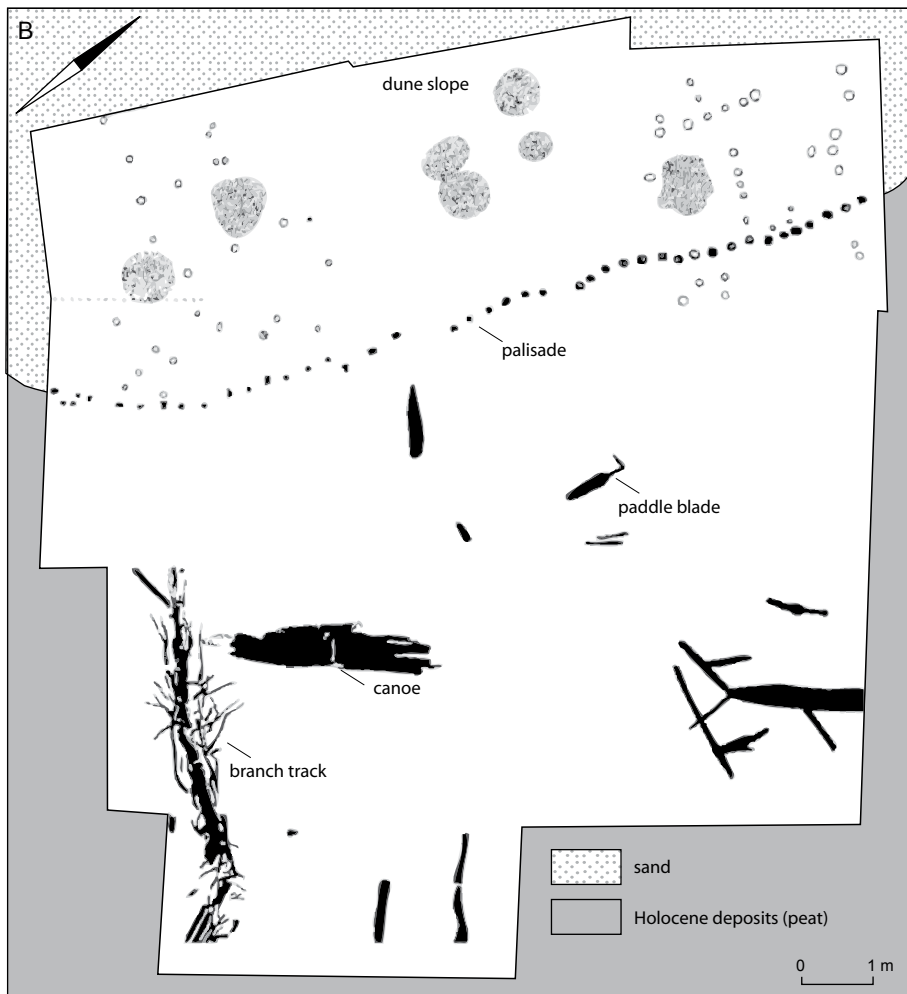 B
dune slope
palisade
paddle blade
canoe
branch track
sand
Holocene deposits (peat)
0 1 m